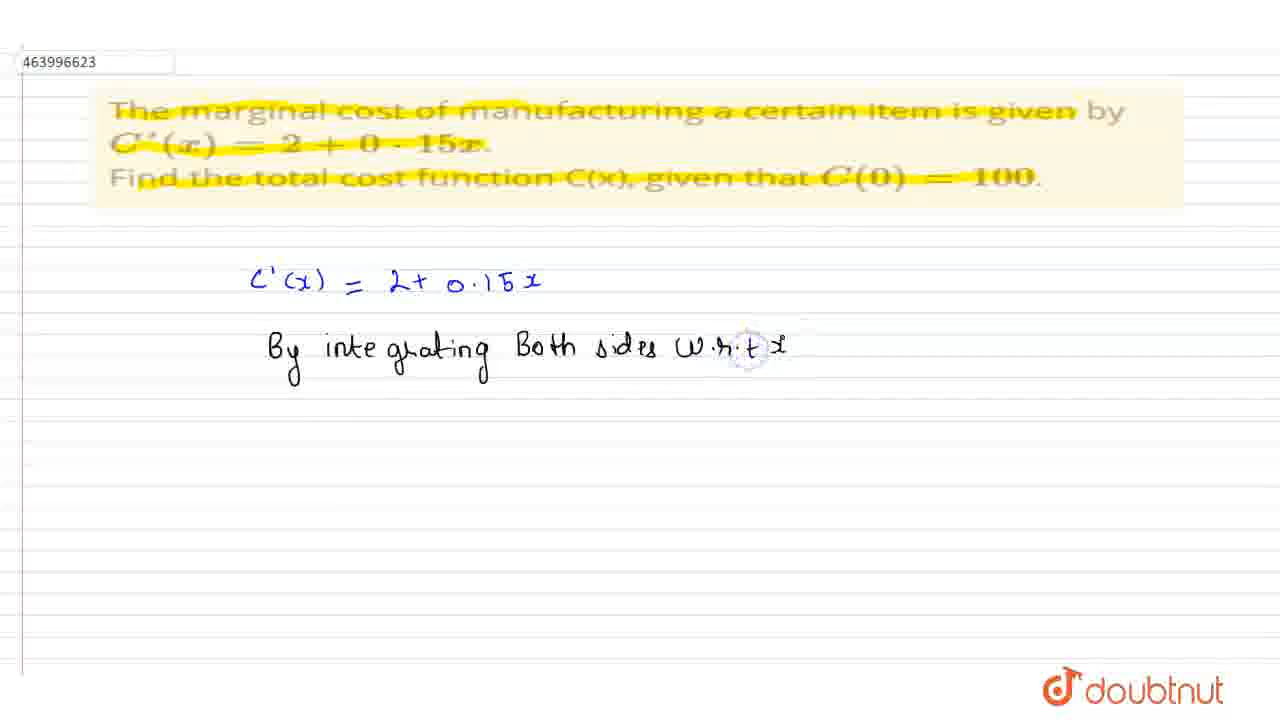 463996623
The marginal cost of manufacturing a certain item is given by
C'(x) = 2 + 0 · 15x.
Find the total cost function C(x), given that C(0) = 100.
C'(x) = 2+ 0.15x
By integrating Both sides w.r.t x
doubtnut